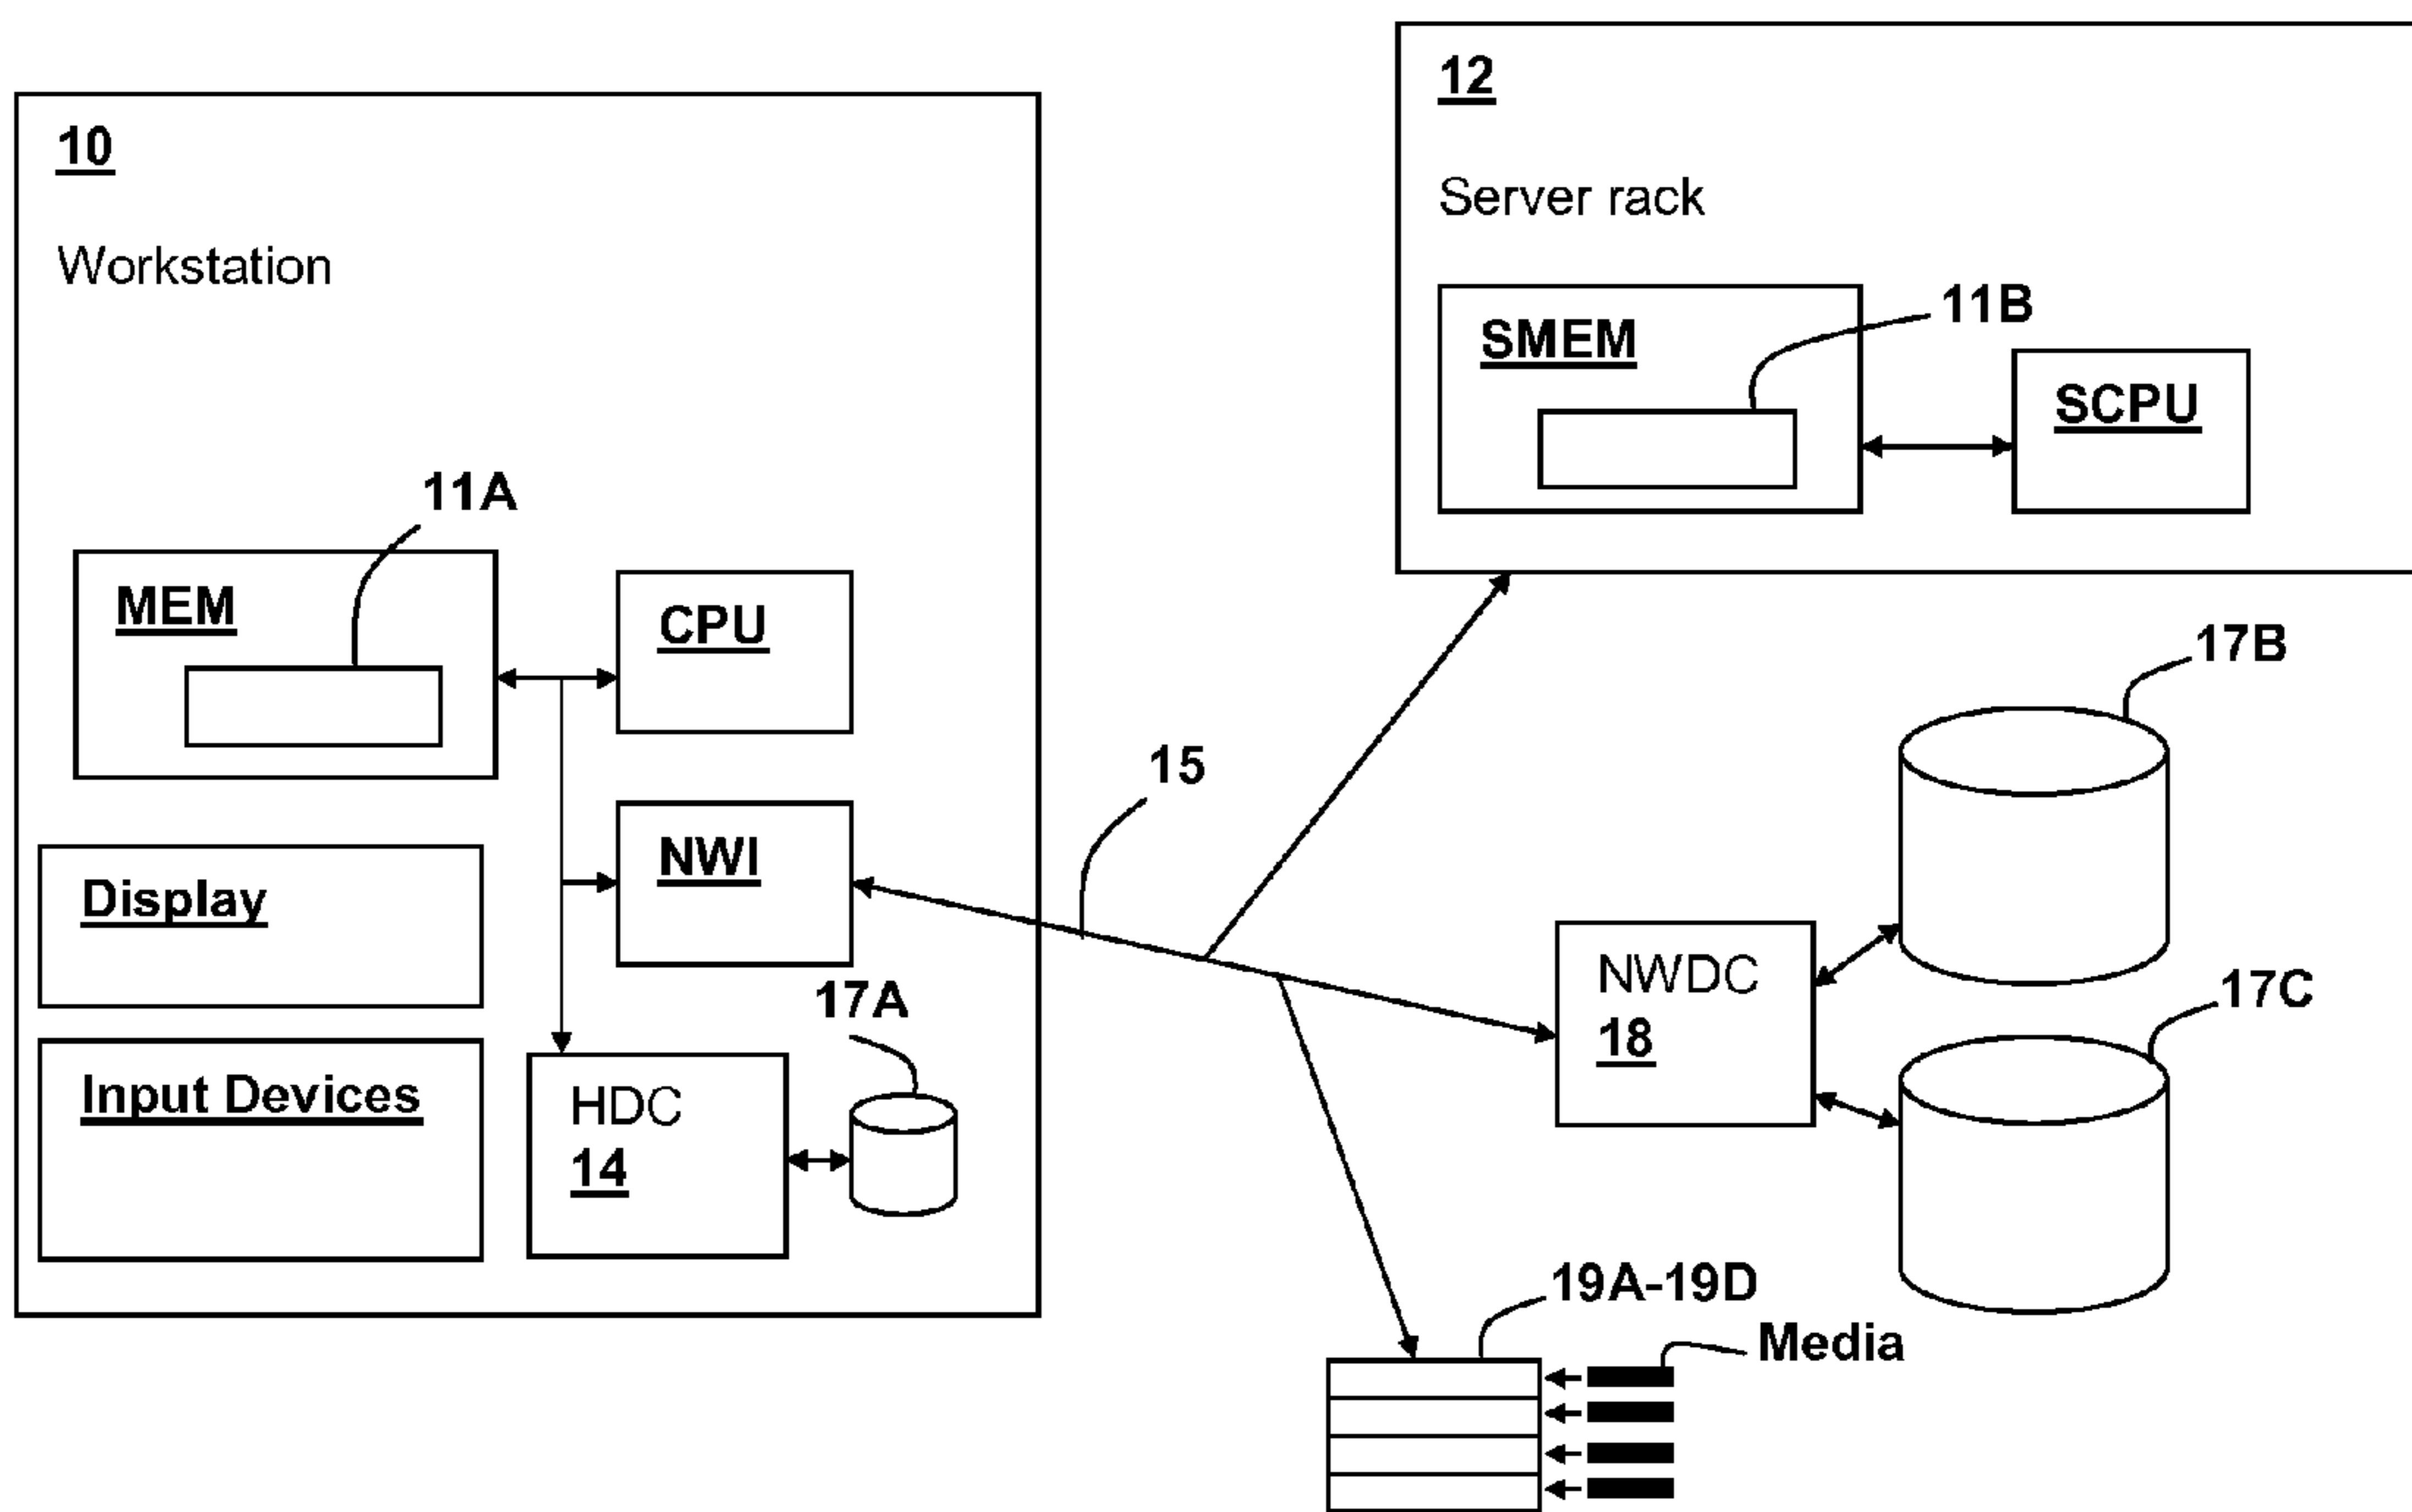 10
Workstation
11A
MEM
CPU
NWI
Display
Input Devices
17A
HDC
14
15
12
Server rack
SMEM
11B
SCPU
17B
NWDC
18
17C
19A-19D
Media